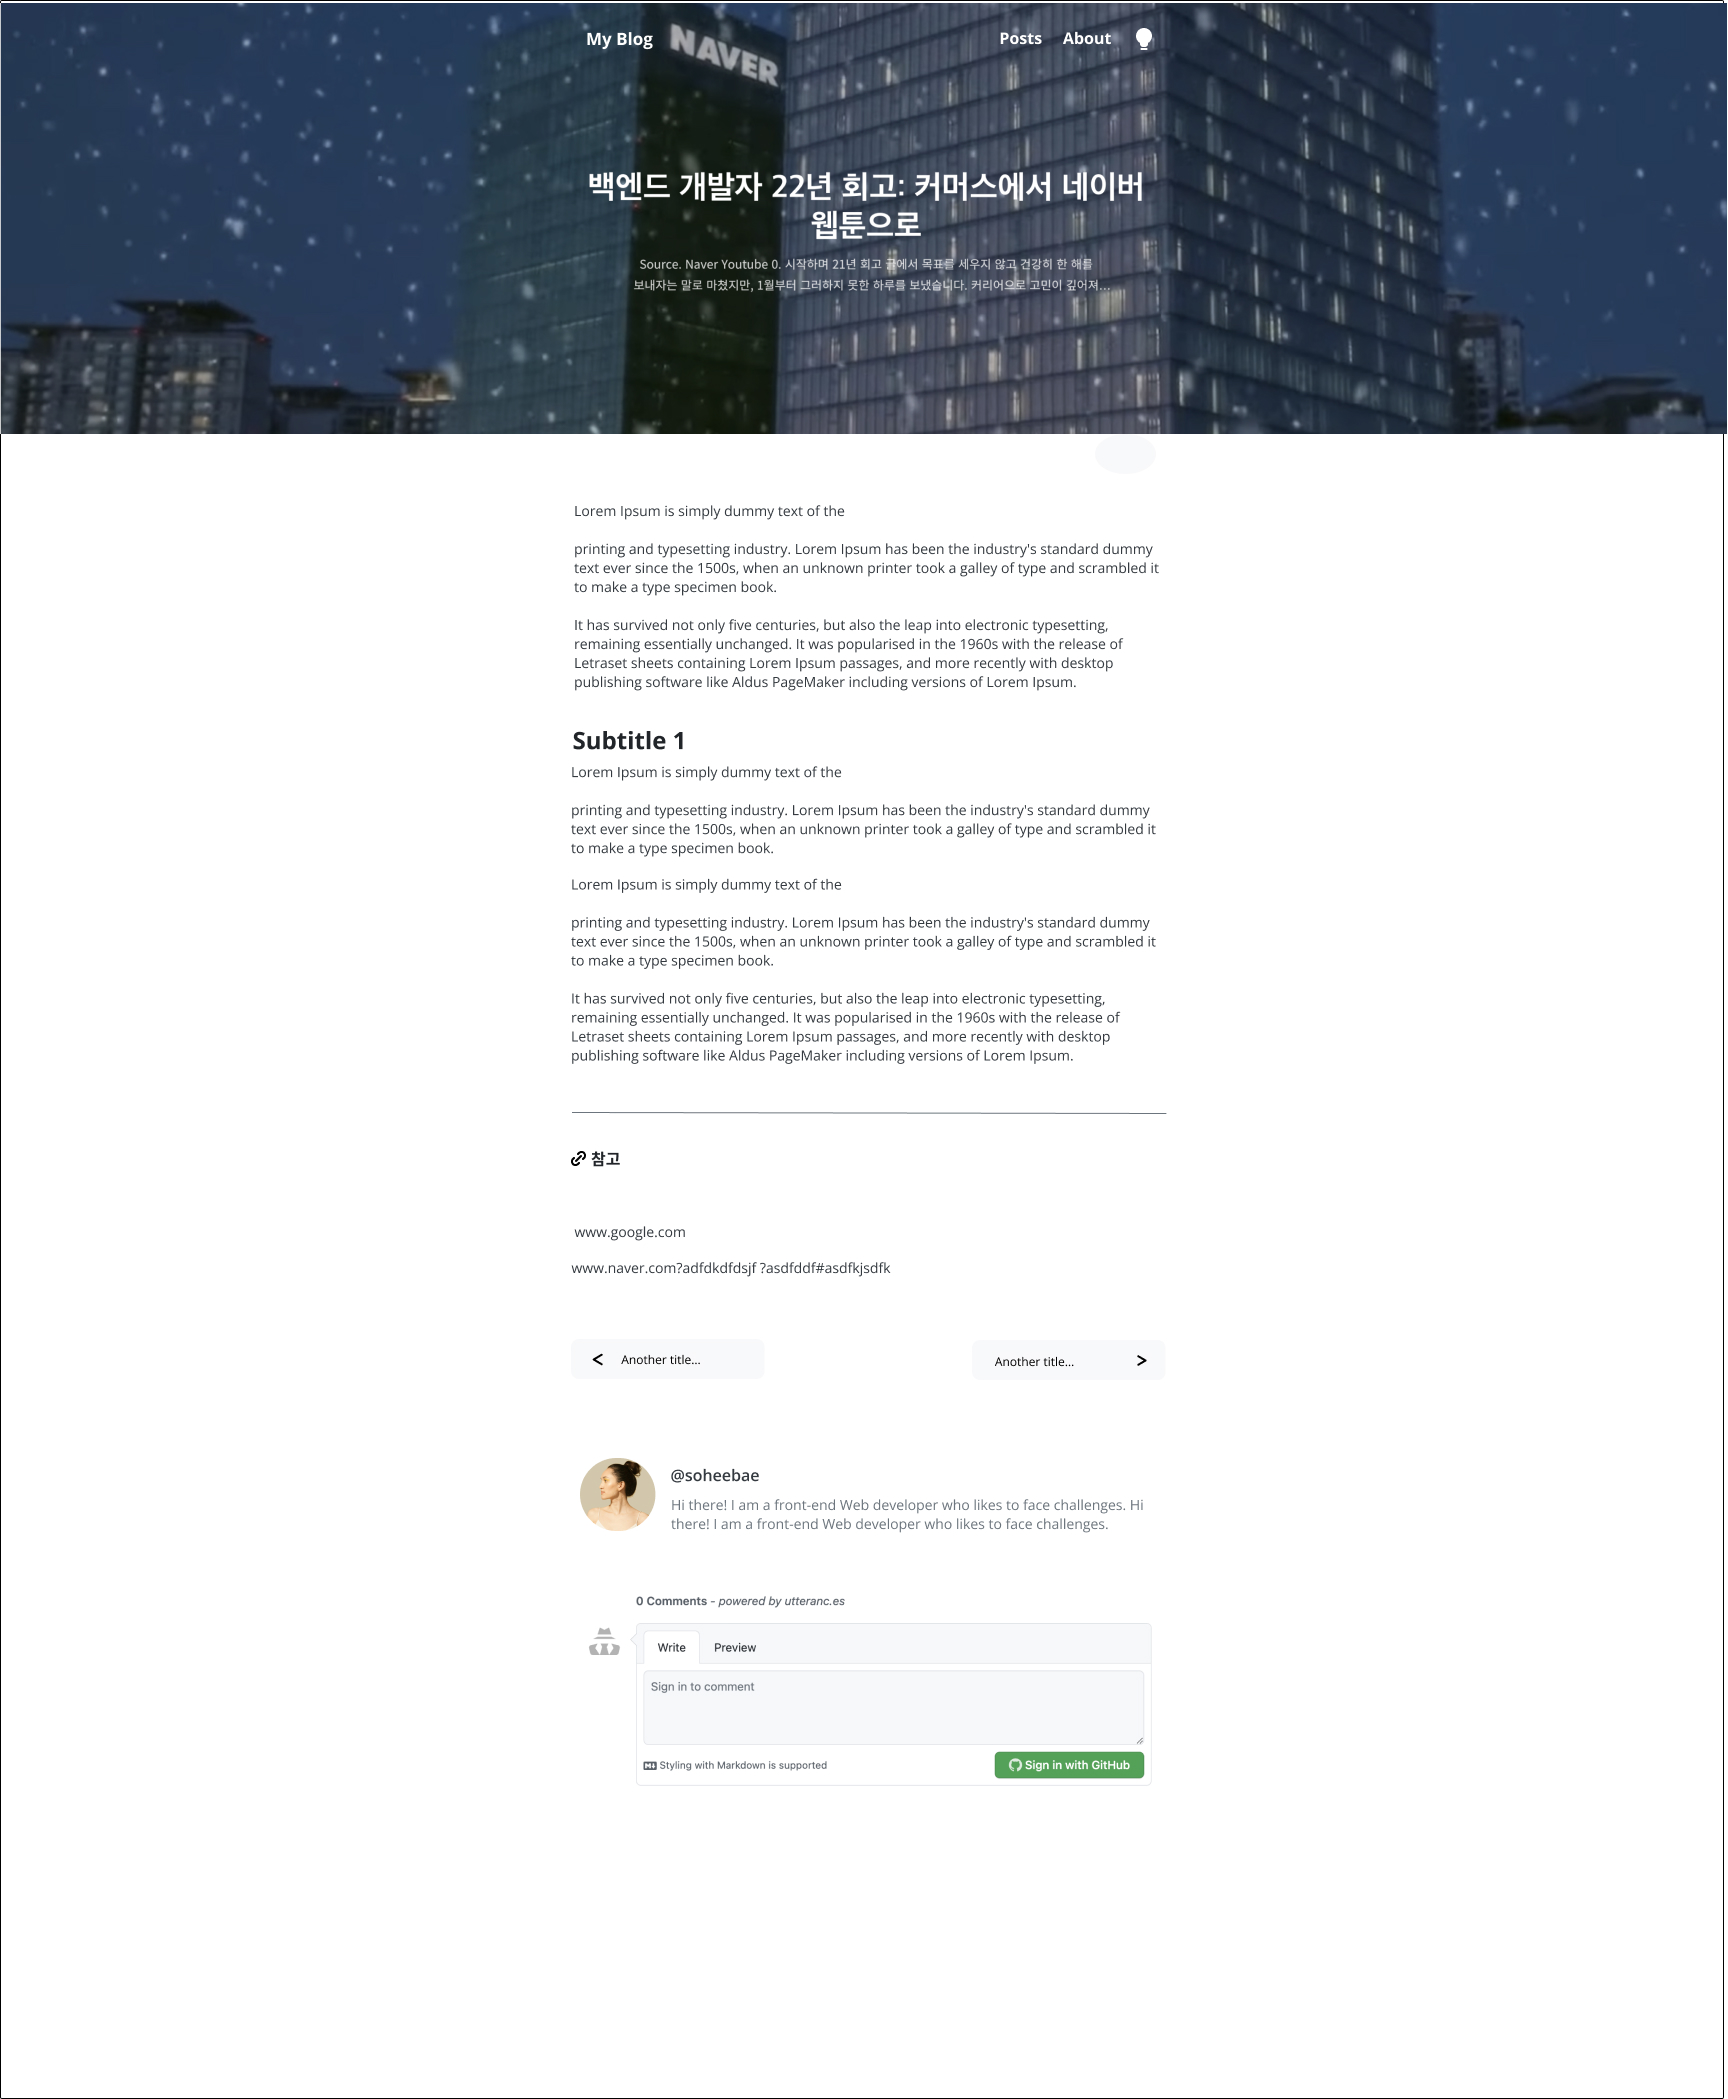 My Blog
NAVER
Posts
About
백엔드 개발자 22년 회고: 커머스에서 네이버
웹툰으로
Source. Naver Youtube 0. 시작하며 21년 회고 글에서 목표를 세우지 않고 건강히 한 해를
보내자는 말로 마쳤지만, 1월부터 그러하지 못한 하루를 보냈습니다. 커리어으로 고민이 깊어져...
Lorem Ipsum is simply dummy text of the
printing and typesetting industry. Lorem Ipsum has been the industry's standard dummy
text ever since the 1500s, when an unknown printer took a galley of type and scrambled it
to make a type specimen book.
It has survived not only five centuries, but also the leap into electronic typesetting,
remaining essentially unchanged. It was popularised in the 1960s with the release of
Letraset sheets containing Lorem Ipsum passages, and more recently with desktop
publishing software like Aldus PageMaker including versions of Lorem Ipsum.
Subtitle 1
Lorem Ipsum is simply dummy text of the
printing and typesetting industry. Lorem Ipsum has been the industry's standard dummy
text ever since the 1500s, when an unknown printer took a galley of type and scrambled it
to make a type specimen book.
Lorem Ipsum is simply dummy text of the
printing and typesetting industry. Lorem Ipsum has been the industry's standard dummy
text ever since the 1500s, when an unknown printer took a galley of type and scrambled it
to make a type specimen book.
It has survived not only five centuries, but also the leap into electronic typesetting,
remaining essentially unchanged. It was popularised in the 1960s with the release of
Letraset sheets containing Lorem Ipsum passages, and more recently with desktop
publishing software like Aldus PageMaker including versions of Lorem Ipsum.
참고
www.google.com
www.naver.com?adfdkdfdsjf ?asdfddf#asdfkjsdfk
< Another title...
Another title... >
@soheebae
Hi there! I am a front-end Web developer who likes to face challenges. Hi
there! I am a front-end Web developer who likes to face challenges.
0 Comments - powered by utteranc.es
Write
Preview
Sign in to comment
Styling with Markdown is supported
Sign in with GitHub